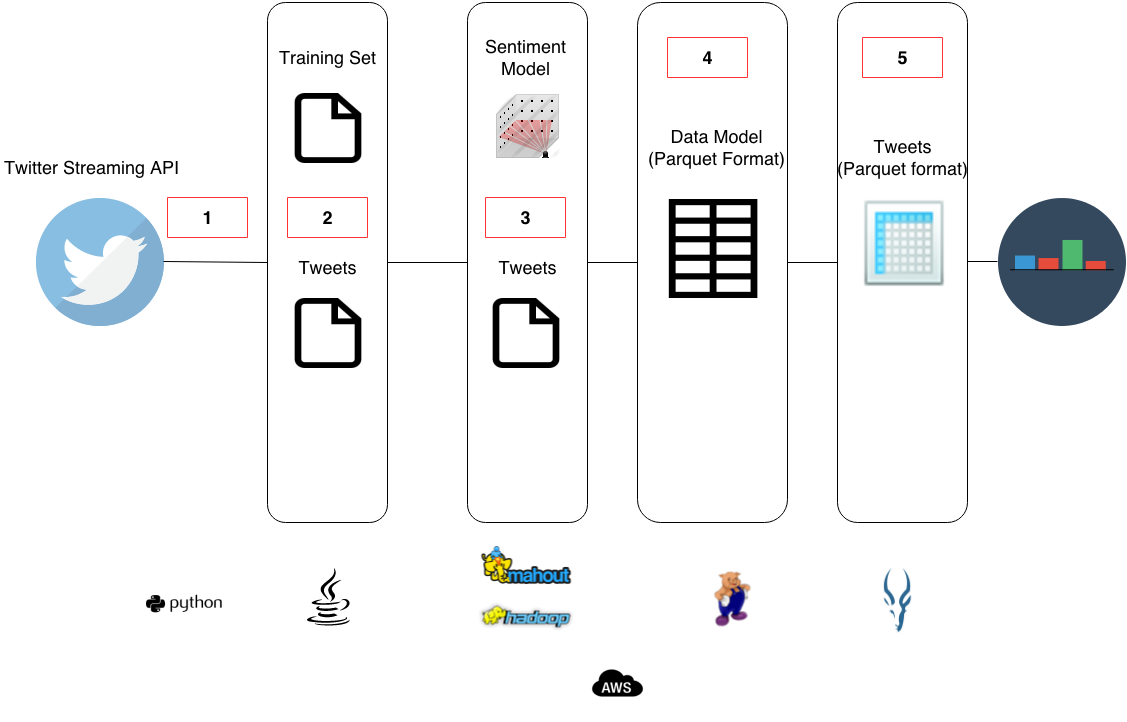 Training Set
Sentiment
Model
4
5
Data Model
(Parquet Format)
Tweets
(Parquet format)
Twitter Streaming API
1
2
3
Tweets
Tweets
mahout
python
hadoop
AWS